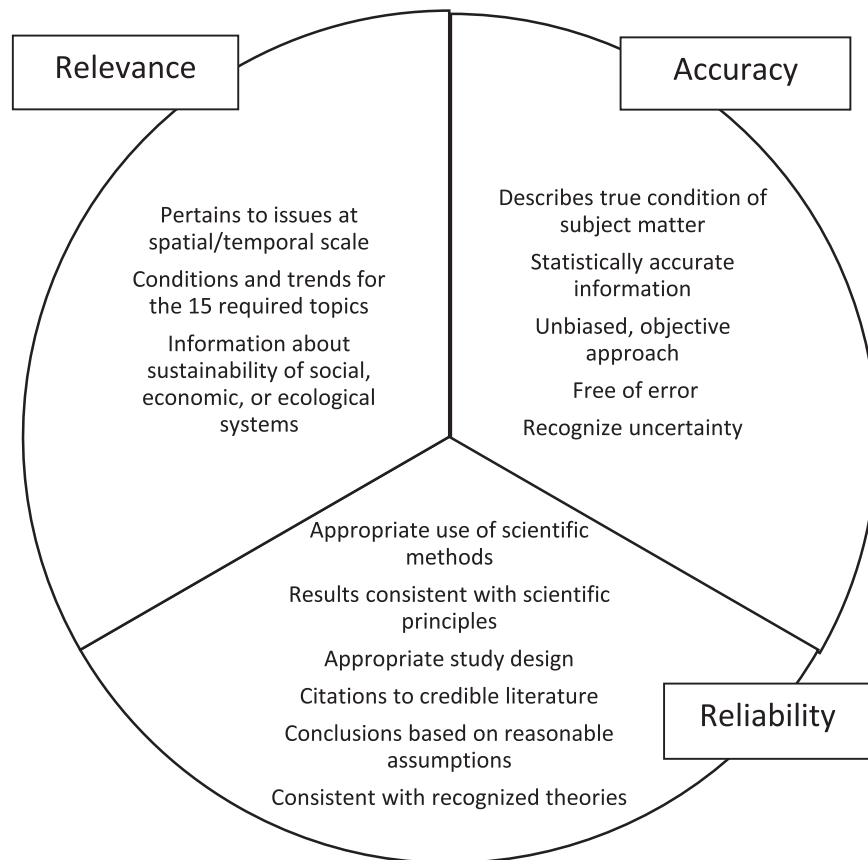 Relevance
Pertains to issues at
spatial/temporal scale
Conditions and trends for
the 15 required topics
Information about
sustainability of social,
economic, or ecological
systems
Accuracy
Describes true condition of
subject matter
Statistically accurate
information
Unbiased, objective
approach
Free of error
Recognize uncertainty
Reliability
Appropriate use of scientific
methods
Results consistent with scientific
principles
Appropriate study design
Citations to credible literature
Conclusions based on reasonable
assumptions
Consistent with recognized theories